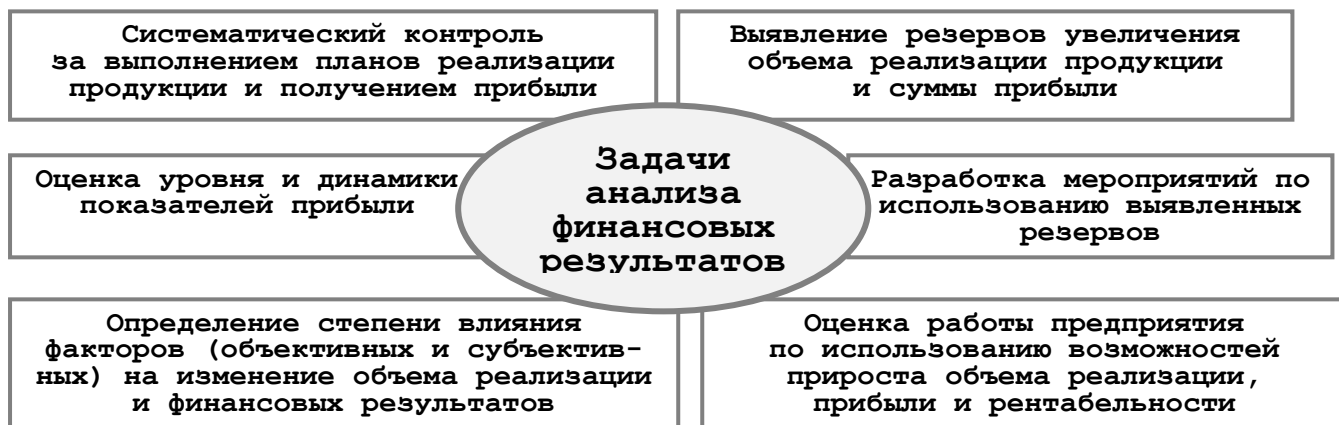 Систематический контроль
за выполнением планов реализации
продукции и получением прибыли
Выявление резервов увеличения
объема реализации продукции
и суммы прибыли
Оценка уровня и динамики
показателей прибыли
Задачи
анализа
финансовых
результатов
Разработка мероприятий по
использованию выявленных
резервов
Определение степени влияния
факторов (объективных и субъектив-
ных) на изменение объема реализации
и финансовых результатов
Оценка работы предприятия
по использованию возможностей
прироста объема реализации,
прибыли и рентабельности